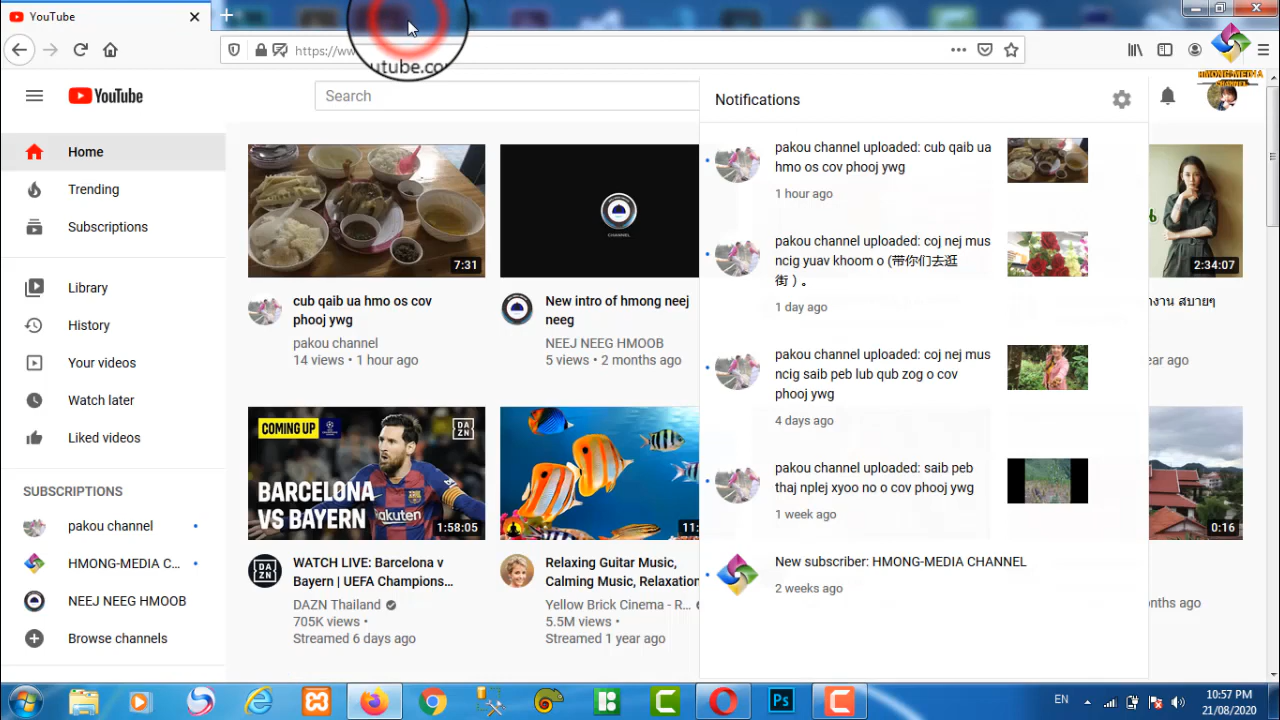 YouTube
https://ww
utube.co
HMONG-MEDIA
CHANNEL
YouTube
Search
Notifications
Home
Trending
Subscriptions
Library
History
Your videos
Watch later
Liked videos
SUBSCRIPTIONS
pakou channel
HMONG-MEDIA C...
NEEJ NEEG HMOOB
Browse channels
7:31
cub qaib ua hmo os cov
phooj ywg
pakou channel
14 views • 1 hour ago
CHANNEL
New intro of hmong neej
neeg
NEEJ NEEG HMOOB
5 views • 2 months ago
pakou channel uploaded: cub qaib ua
hmo os cov phooj ywg
1 hour ago
pakou channel uploaded: coj nej mus
ncig yuav khoom o (带你们去逛
街 ) 。
1 day ago
pakou channel uploaded: coj nej mus
ncig saib peb lub qub zog o cov
phooj ywg
4 days ago
pakou channel uploaded: saib peb
thaj nplej xyoo no o cov phooj ywg
1 week ago
New subscriber: HMONG-MEDIA CHANNEL
2 weeks ago
น
2:34:07
งาน สบายๆ
ear ago
COMING UP
DAZN
BARCELONA
VS BAYERN
Rakuten
1:58:05
DAZN
WATCH LIVE: Barcelona v
Bayern | UEFA Champions...
DAZN Thailand
705K views •
Streamed 6 days ago
11:
Relaxing Guitar Music,
Calming Music, Relaxation
Yellow Brick Cinema - R...
5.5M views •
Streamed 1 year ago
0:16
nths ago
Ps
EN
10:57 PM
21/08/2020